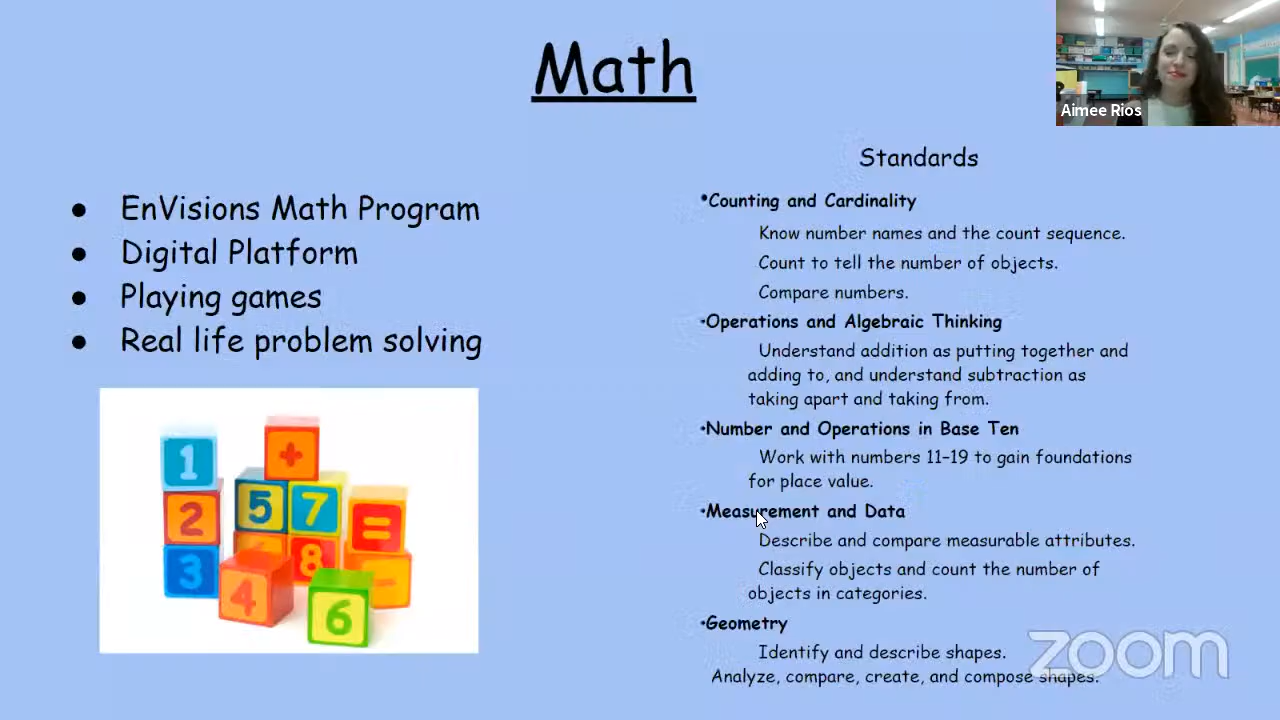 Math
Aimee Rios
● EnVisions Math Program
● Digital Platform
● Playing games
● Real life problem solving
1
+
2
5
7
=
3
8
4
-
6
Standards
•Counting and Cardinality
Know number names and the count sequence.
Count to tell the number of objects.
Compare numbers.
•Operations and Algebraic Thinking
Understand addition as putting together and
adding to, and understand subtraction as
taking apart and taking from.
•Number and Operations in Base Ten
Work with numbers 11–19 to gain foundations
for place value.
•Measurement and Data
Describe and compare measurable attributes.
Classify objects and count the number of
objects in categories.
•Geometry
Identify and describe shapes.
Analyze, compare, create, and compose shapes.
zoom